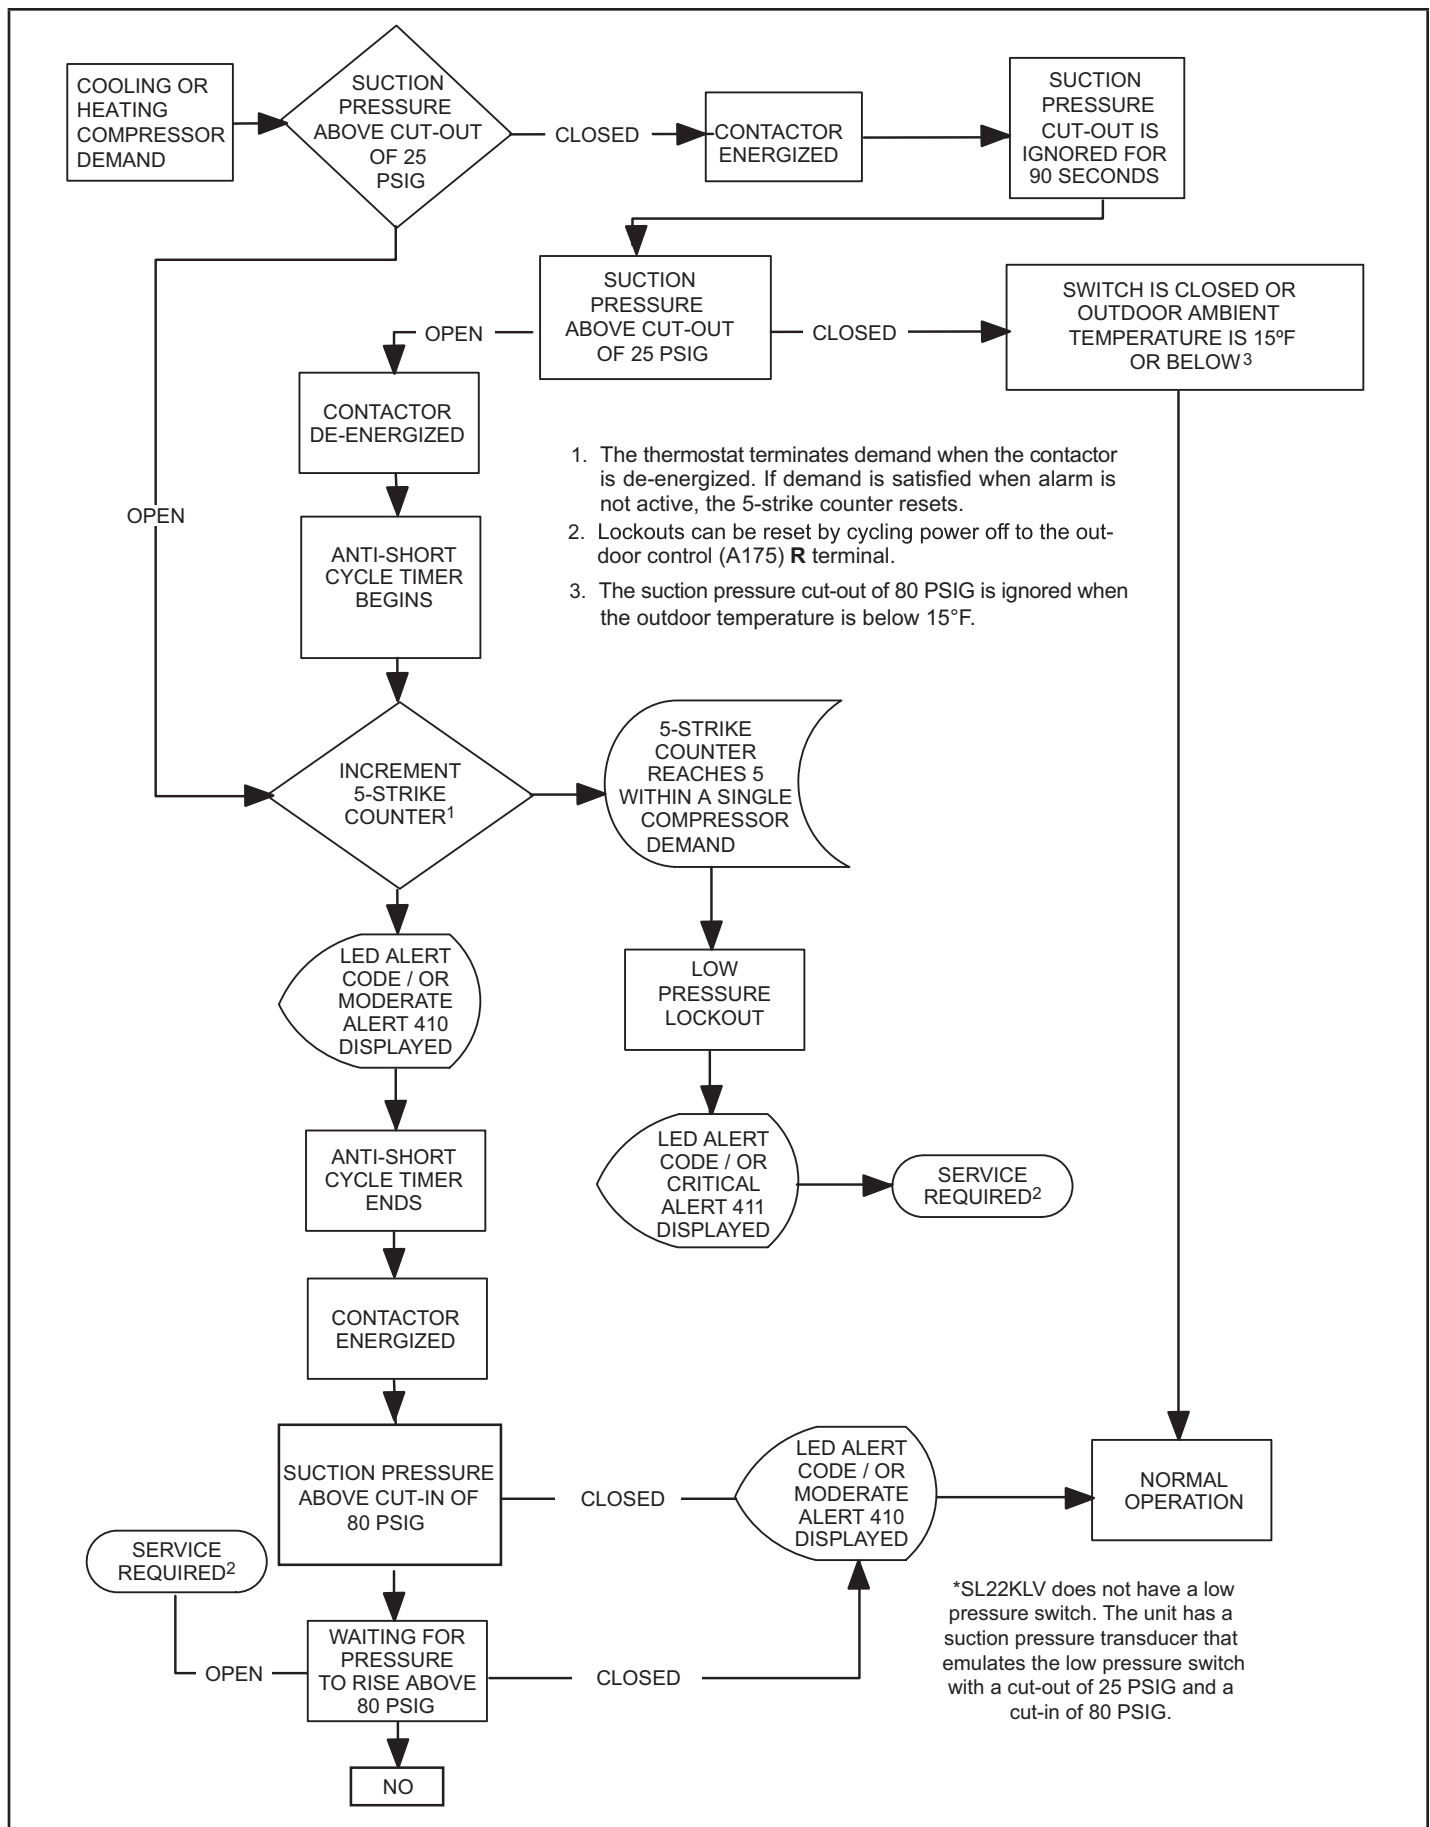 COOLING OR
HEATING
COMPRESSOR
DEMAND
SUCTION
PRESSURE
ABOVE CUT-OUT
OF 25
PSIG
CLOSED
CONTACTOR
ENERGIZED
SUCTION
PRESSURE
CUT-OUT IS
IGNORED FOR
90 SECONDS
SUCTION
PRESSURE
ABOVE CUT-OUT
OF 25 PSIG
OPEN
CLOSED
SWITCH IS CLOSED OR
OUTDOOR AMBIENT
TEMPERATURE IS 15ºF
OR BELOW3
CONTACTOR
DE-ENERGIZED
1. The thermostat terminates demand when the contactor
is de-energized. If demand is satisfied when alarm is
not active, the 5-strike counter resets.
2. Lockouts can be reset by cycling power off to the out-
door control (A175) R terminal.
3. The suction pressure cut-out of 80 PSIG is ignored when
the outdoor temperature is below 15°F.
OPEN
ANTI-SHORT
CYCLE TIMER
BEGINS
INCREMENT
5-STRIKE
COUNTER1
5-STRIKE
COUNTER
REACHES 5
WITHIN A SINGLE
COMPRESSOR
DEMAND
LED ALERT
CODE / OR
MODERATE
ALERT 410
DISPLAYED
LOW
PRESSURE
LOCKOUT
ANTI-SHORT
CYCLE TIMER
ENDS
LED ALERT
CODE / OR
CRITICAL
ALERT 411
DISPLAYED
SERVICE
REQUIRED2
CONTACTOR
ENERGIZED
SUCTION PRESSURE
ABOVE CUT-IN OF
80 PSIG
CLOSED
LED ALERT
CODE / OR
MODERATE
ALERT 410
DISPLAYED
NORMAL
OPERATION
SERVICE
REQUIRED2
OPEN
WAITING FOR
PRESSURE
TO RISE ABOVE
80 PSIG
CLOSED
*SL22KLV does not have a low
pressure switch. The unit has a
suction pressure transducer that
emulates the low pressure switch
with a cut-out of 25 PSIG and a
cut-in of 80 PSIG.
NO